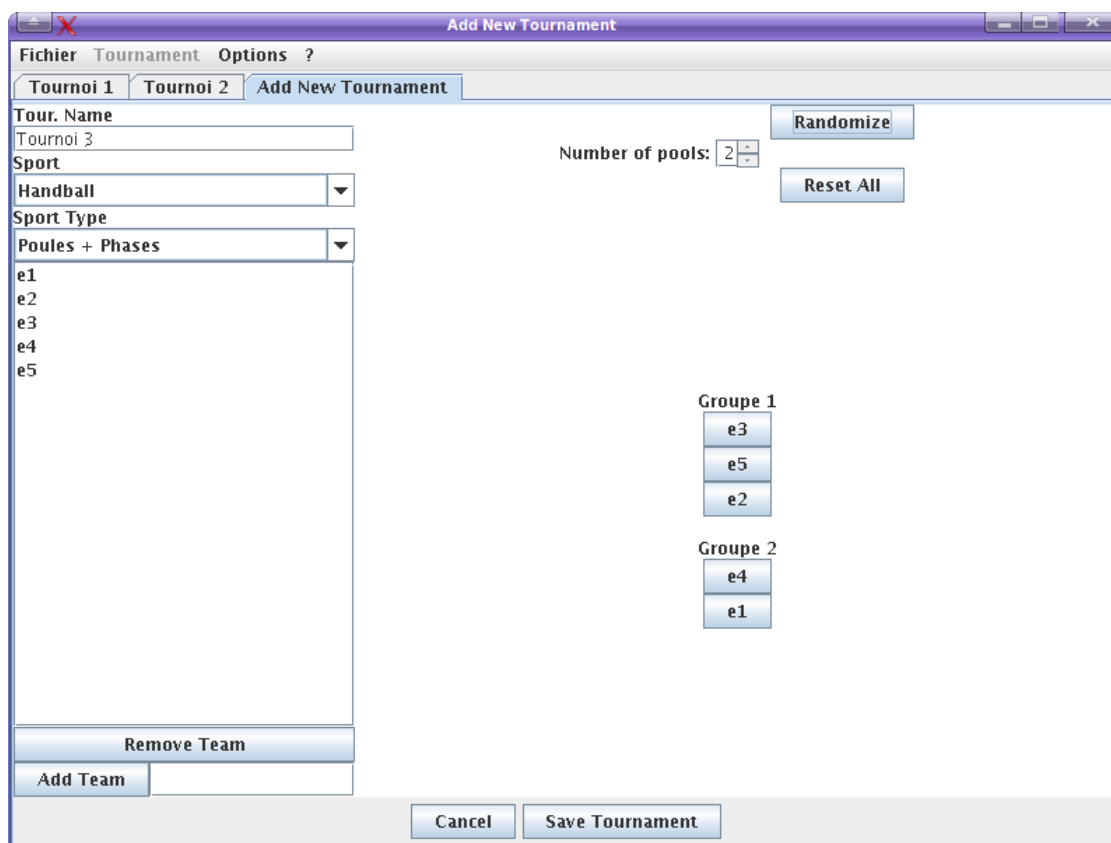 Add New Tournament
Fichier Tournament Options ?
Tournoi 1 Tournoi 2 Add New Tournament
Tour. Name
Tournoi 3
Sport
Handball
Sport Type
Poules + Phases
e1
e2
e3
e4
e5
Remove Team
Add Team
Randomize
Number of pools: 2
Reset All
Groupe 1
e3
e5
e2
Groupe 2
e4
e1
Cancel Save Tournament